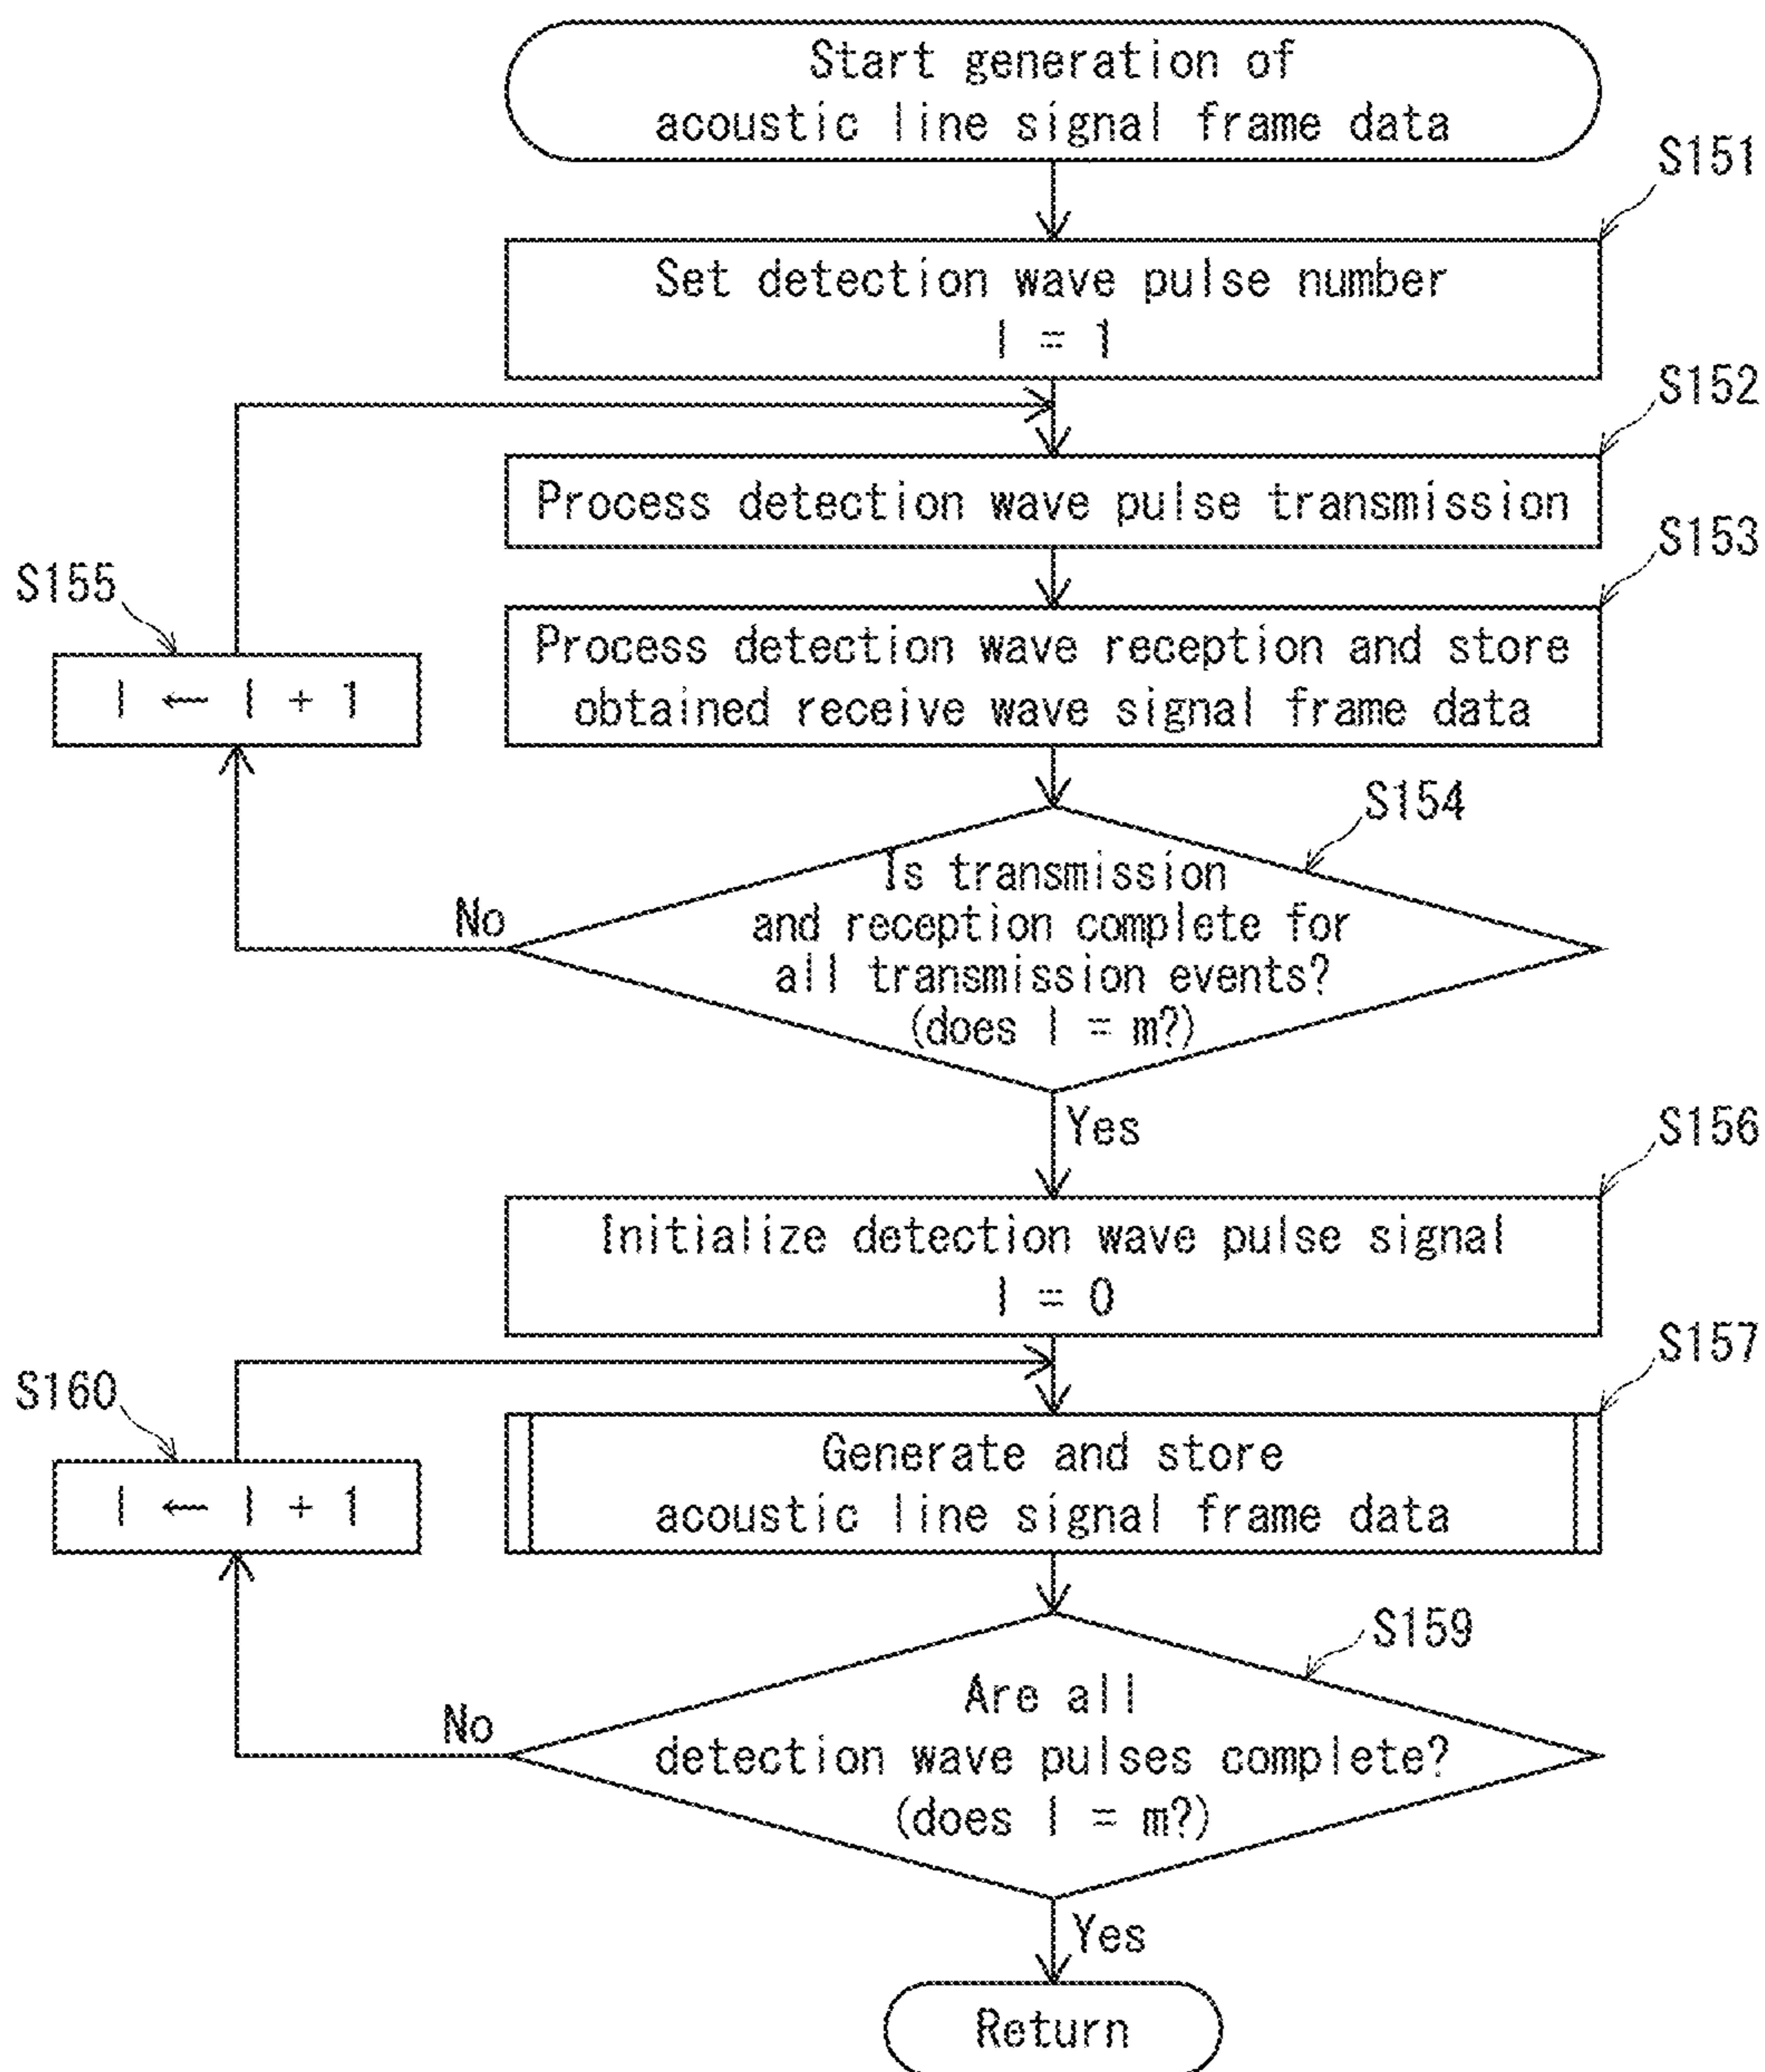 Start generation of
acoustic line signal frame data
S151
Set detection wave pulse number
l = 1
S152
Process detection wave pulse transmission
S153
Process detection wave reception and store
obtained receive wave signal frame data
S155
l ← l + 1
S154
Is transmission
and reception complete for
all transmission events?
(does l = m?)
No
Yes
S156
Initialize detection wave pulse signal
l = 0
S157
Generate and store
acoustic line signal frame data
S160
l ← l + 1
S159
Are all
detection wave pulses complete?
(does l = m?)
No
Yes
Return